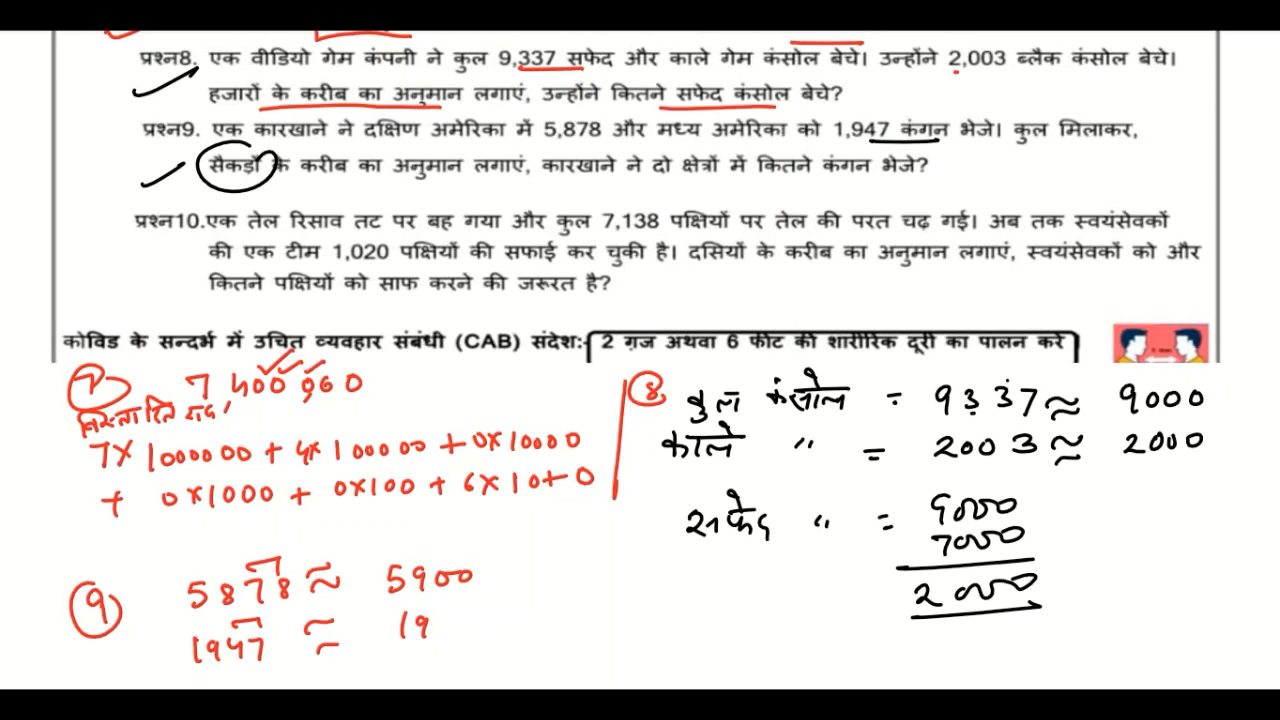 प्रश्न8. एक वीडियो गेम कंपनी ने कुल 9,337 सफेद और काले गेम कंसोल बेचे। उन्होंने 2,003 ब्लैक कंसोल बेचे।
हजारों के करीब का अनुमान लगाएं, उन्होंने कितने सफेद कंसोल बेचे?
प्रश्न9. एक कारखाने ने दक्षिण अमेरिका में 5,878 और मध्य अमेरिका को 1,947 कंगन भेजे। कुल मिलाकर,
सैकड़ों के करीब का अनुमान लगाएं, कारखाने ने दो क्षेत्रों में कितने कंगन भेजे?
प्रश्न10.एक तेल रिसाव तट पर बह गया और कुल 7,138 पक्षियों पर तेल की परत चढ़ गई। अब तक स्वयंसेवकों
की एक टीम 1,020 पक्षियों की सफाई कर चुकी है। दसियों के करीब का अनुमान लगाएं, स्वयंसेवकों को और
कितने पक्षियों को साफ करने की जरूरत है?
कोविड के सन्दर्भ में उचित व्यवहार संबंधी (CAB) संदेश:- 2 ग़ज अथवा 6 फीट की शारीरिक दूरी का पालन करे
7 400060
विस्तारित रूप
7 × 1000000 + 4 × 100000 + 0 × 10000
+ 0 × 1000 + 0 × 100 + 6 × 10 + 0
9 5878 ≈ 5900
1947 ≈ 19
8 कुल कंसोल = 9337 ≈ 9000
काले " = 2003 ≈ 2000
सफेद " = 9000
7000
2000